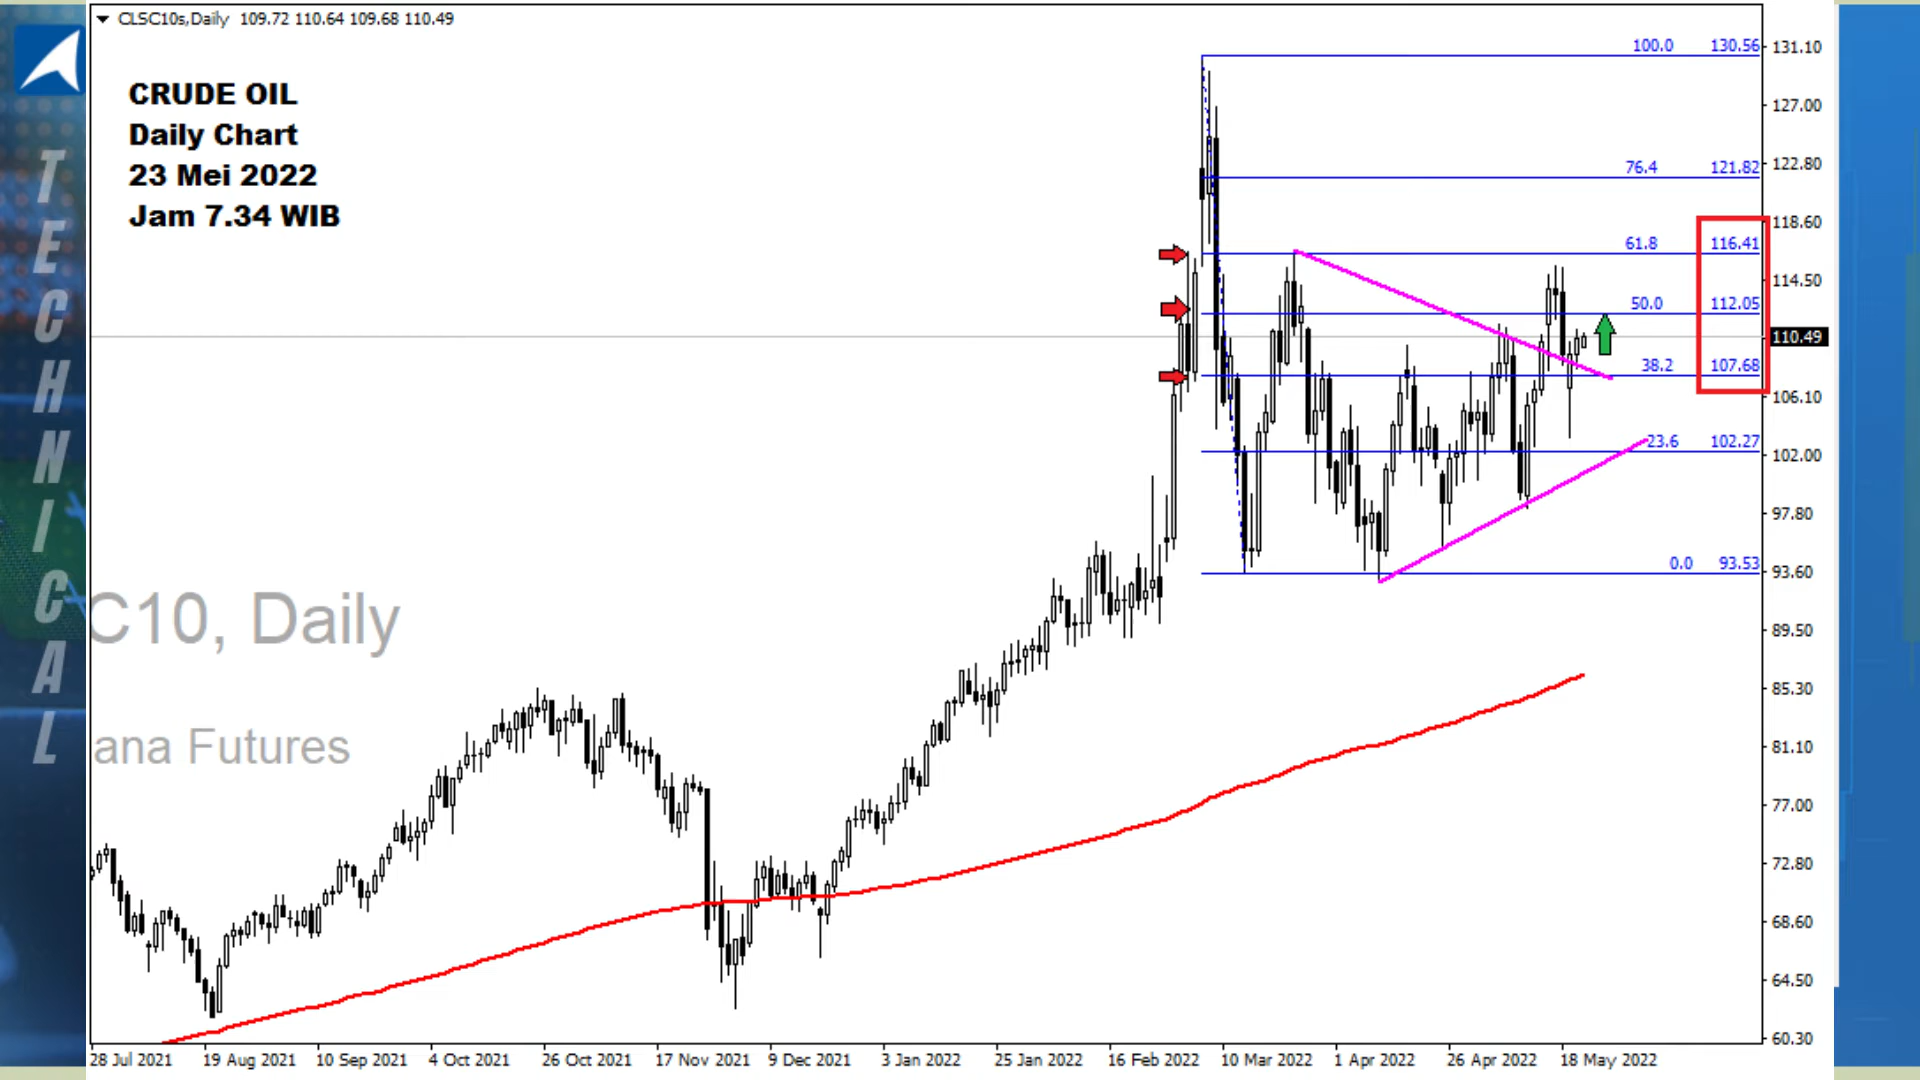 CLSC10s,Daily 109.72 110.64 109.68 110.49
CRUDE OIL
Daily Chart
23 Mei 2022
Jam 7.34 WIB
TECHNICAL
C10, Daily
ana Futures
100.0 130.56
76.4 121.82
61.8 116.41
50.0 112.05
38.2 107.68
23.6 102.27
0.0 93.53
131.10
127.00
122.80
118.60
114.50
110.49
106.10
102.00
97.80
93.60
89.50
85.30
81.10
77.00
72.80
68.60
64.50
60.30
28 Jul 2021 19 Aug 2021 10 Sep 2021 4 Oct 2021 26 Oct 2021 17 Nov 2021 9 Dec 2021 3 Jan 2022 25 Jan 2022 16 Feb 2022 10 Mar 2022 1 Apr 2022 26 Apr 2022 18 May 2022